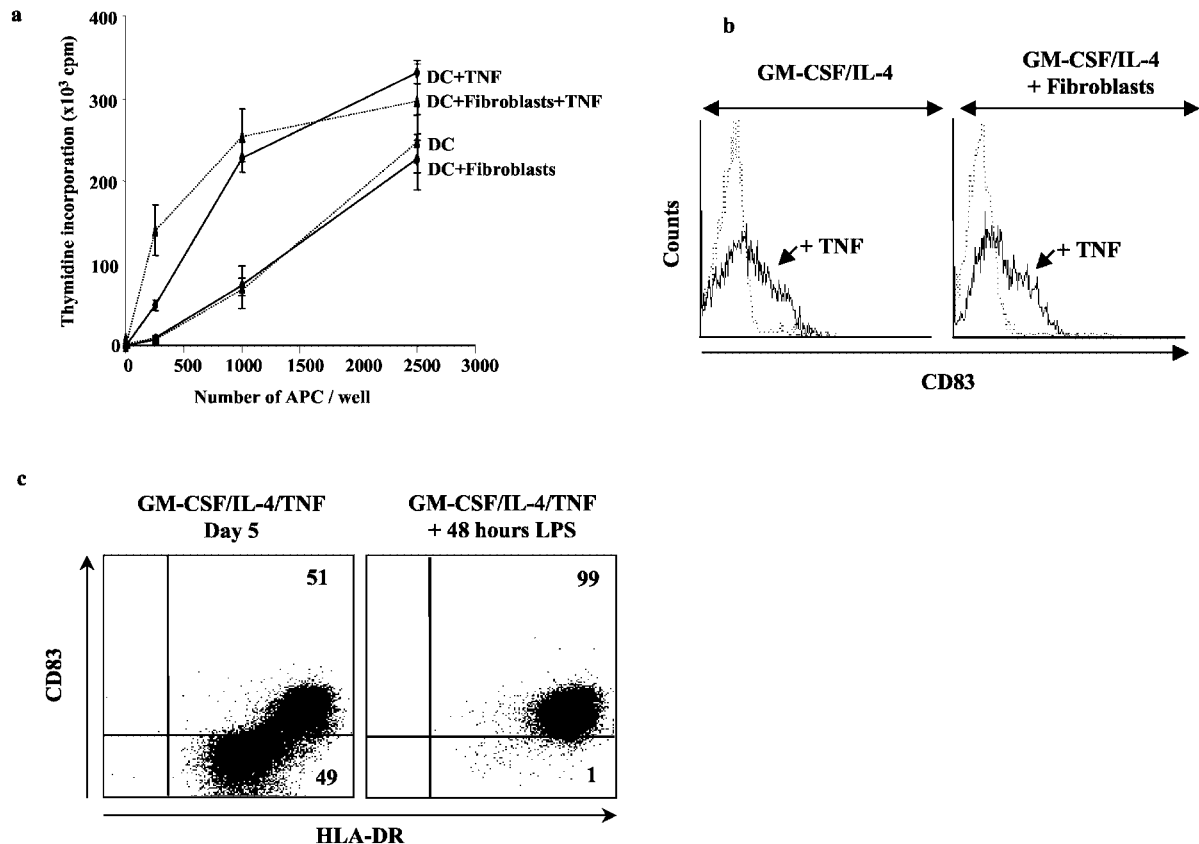 a
Thymidine incorporation (x10³ cpm)
400
300
200
100
0
0 500 1000 1500 2000 2500 3000
Number of APC / well
DC+TNF
DC+Fibroblasts+TNF
DC
DC+Fibroblasts
b
GM-CSF/IL-4
GM-CSF/IL-4
+ Fibroblasts
Counts
+ TNF
+ TNF
CD83
c
GM-CSF/IL-4/TNF
Day 5
GM-CSF/IL-4/TNF
+ 48 hours LPS
CD83
51
49
99
1
HLA-DR